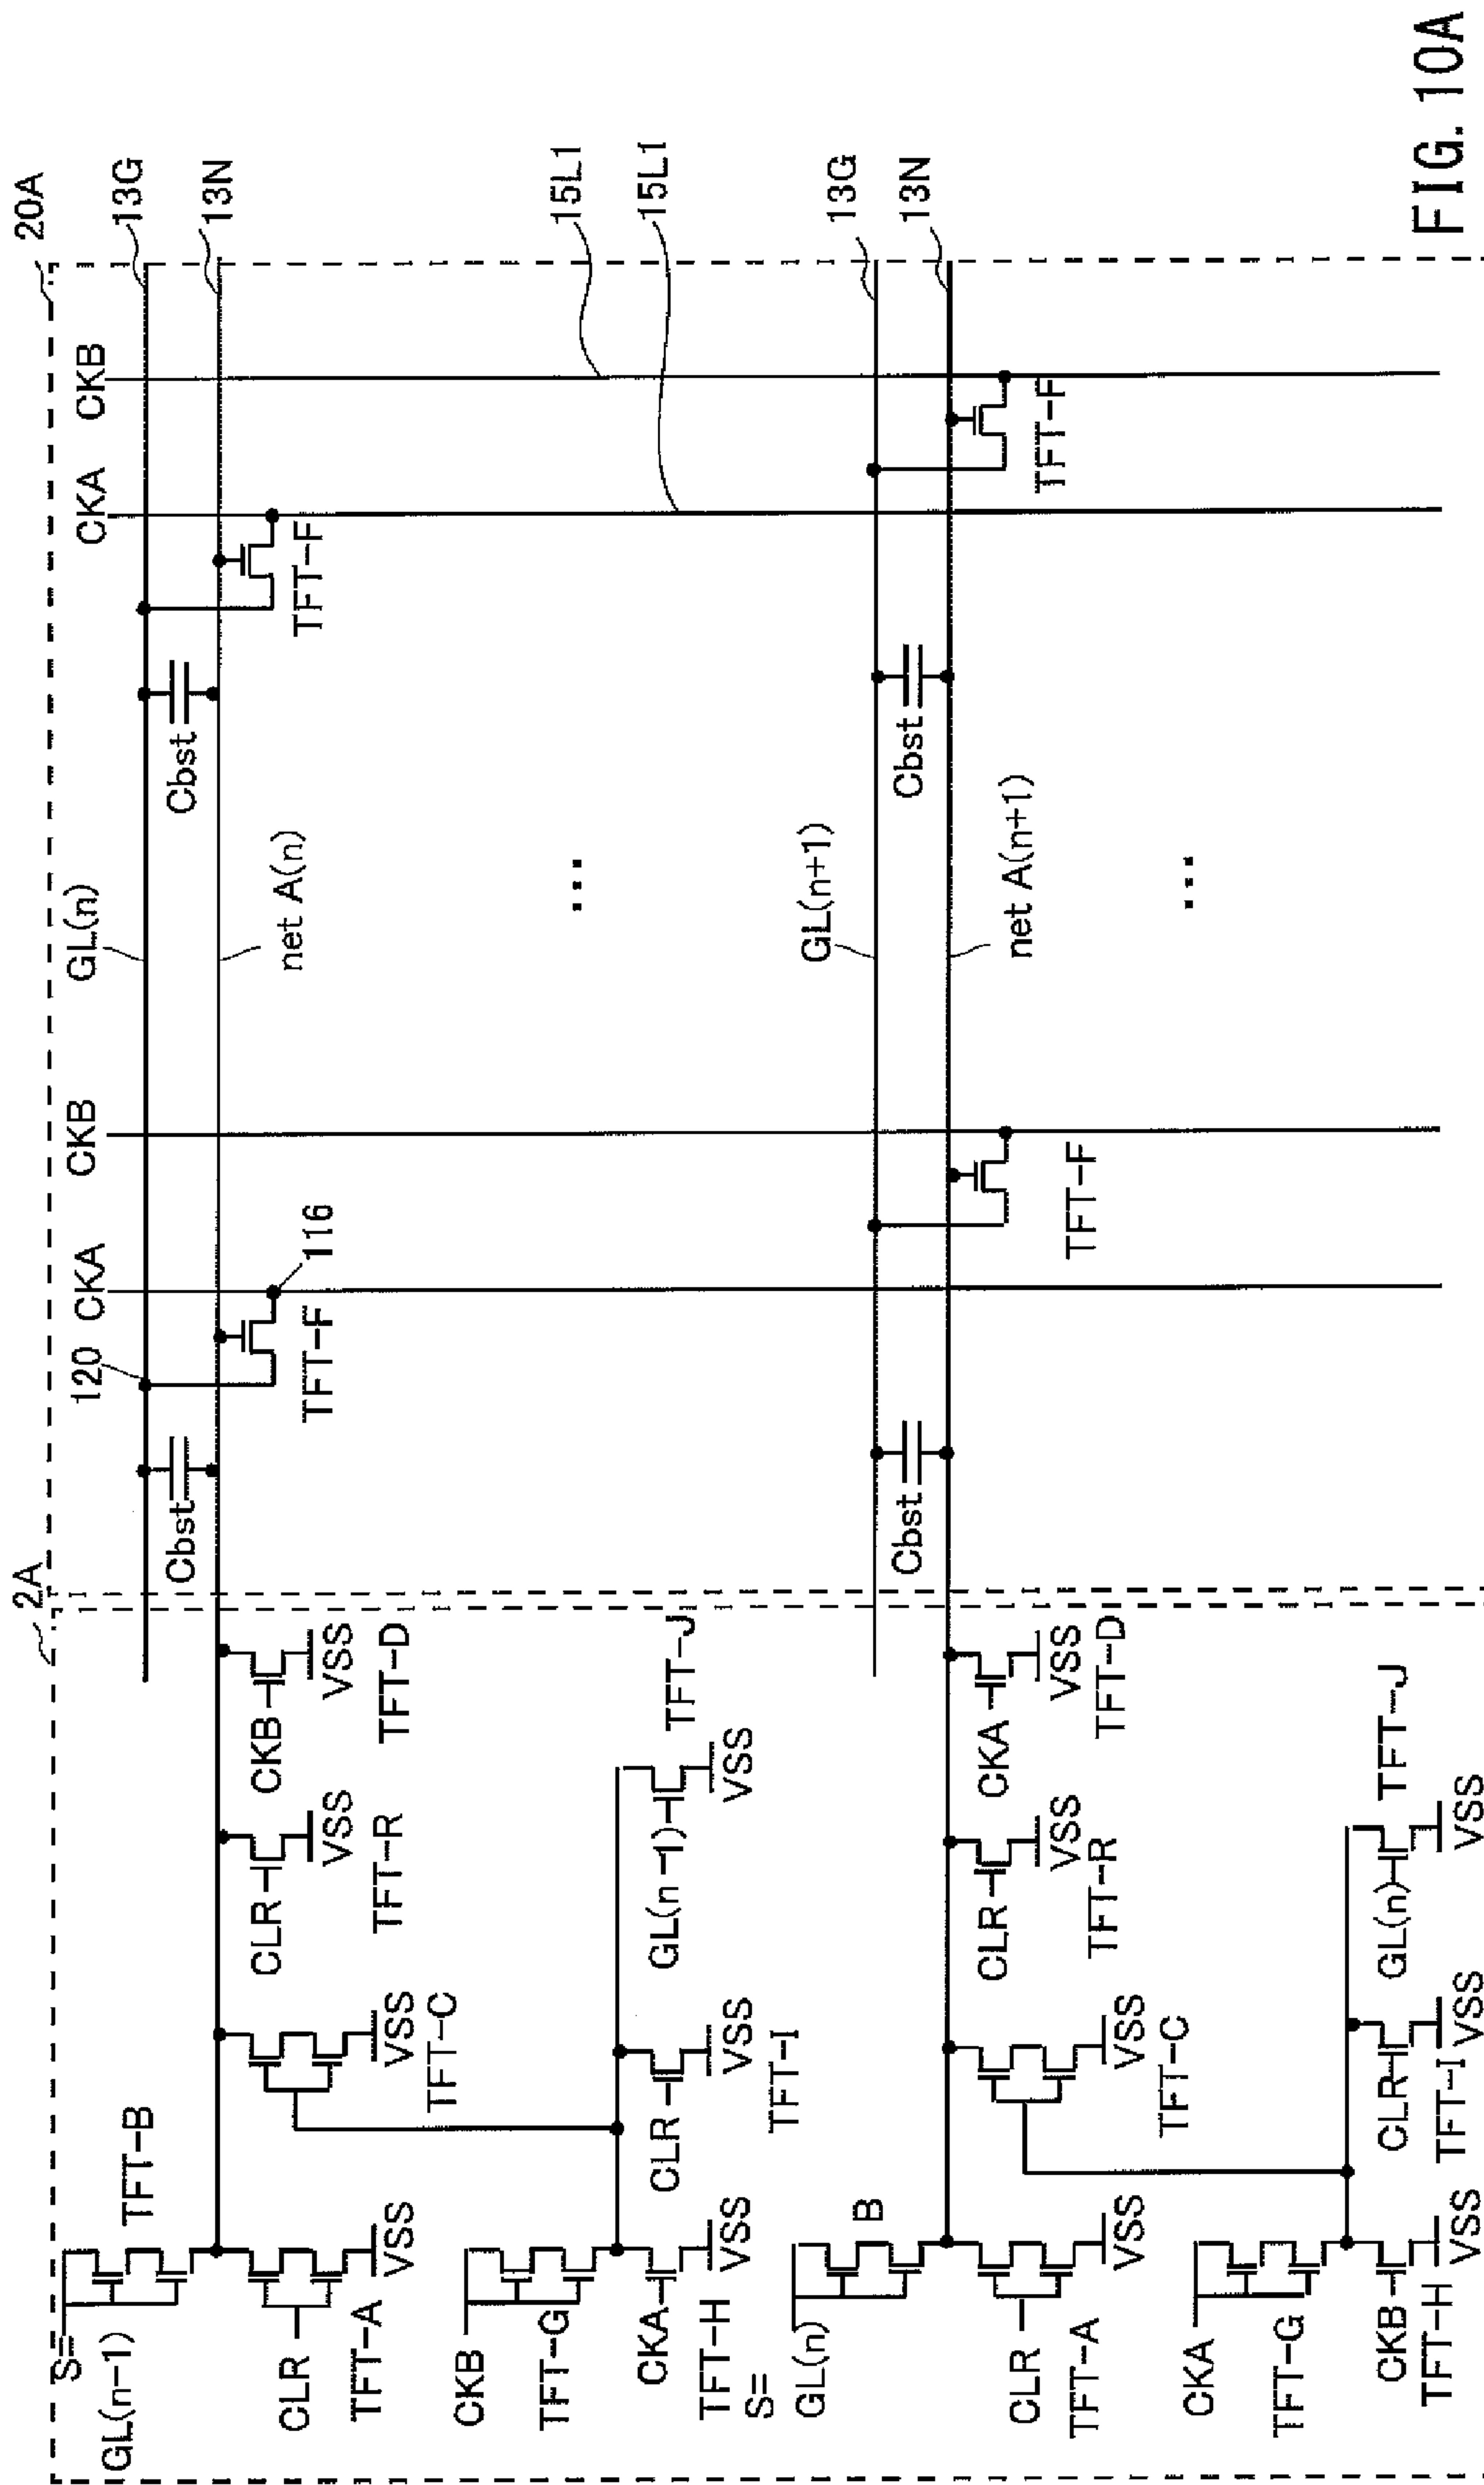 20A
2A
GL(n)
120
CKA
CKB
CKA
CKB
13G
13N
S=
GL(n-1)
TFT-B
Cbst
Cbst
116
TFT-F
TFT-F
net A(n)
CLR
TFT-A
VSS
VSS
TFT-C
CLR
VSS
TFT-R
CKB
VSS
TFT-D
CKB
TFT-G
CKA
TFT-H
VSS
CLR
VSS
TFT-I
GL(n-1)
VSS
TFT-J
...
15L1
15L1
S=
GL(n)
B
GL(n+1)
13G
13N
Cbst
Cbst
TFT-F
TFT-F
net A(n+1)
CLR
TFT-A
VSS
VSS
TFT-C
CLR
VSS
TFT-R
CKA
VSS
TFT-D
CKA
TFT-G
CKB
TFT-H
VSS
CLR
VSS
TFT-I
GL(n)
VSS
TFT-J
...
FIG. 10A